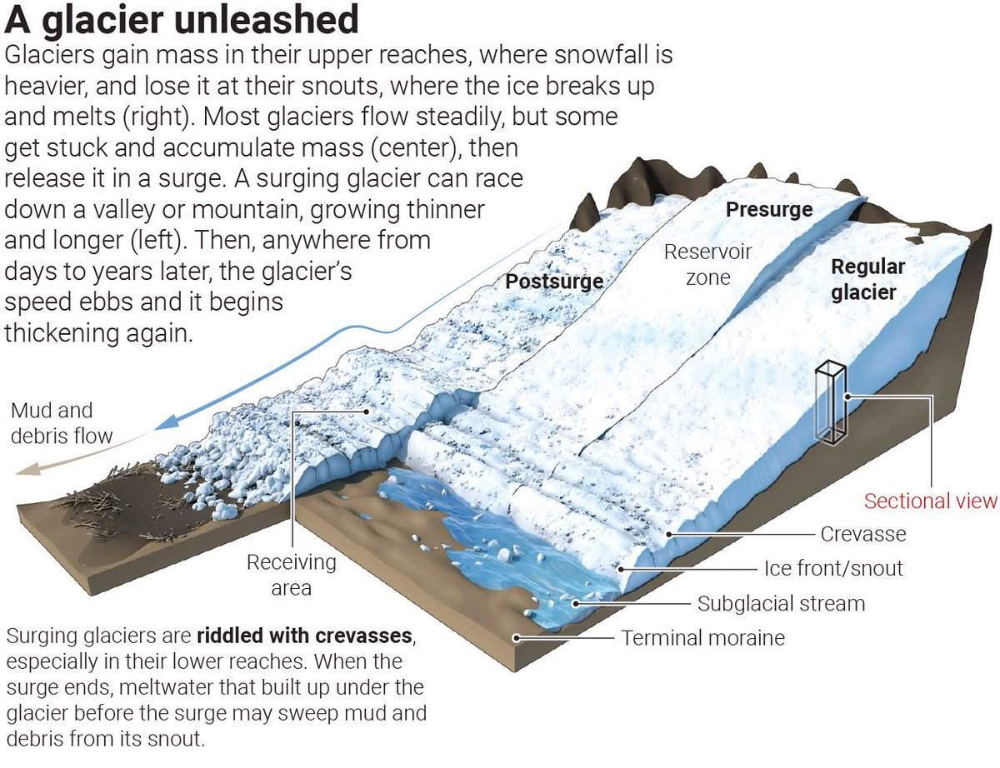 A glacier unleashed
Glaciers gain mass in their upper reaches, where snowfall is
heavier, and lose it at their snouts, where the ice breaks up
and melts (right). Most glaciers flow steadily, but some
get stuck and accumulate mass (center), then
release it in a surge. A surging glacier can race
down a valley or mountain, growing thinner
and longer (left). Then, anywhere from
days to years later, the glacier’s
speed ebbs and it begins
thickening again.
Presurge
Reservoir
zone
Regular
glacier
Postsurge
Mud and
debris flow
Sectional view
Crevasse
Receiving
area
Ice front/snout
Subglacial stream
Terminal moraine
Surging glaciers are riddled with crevasses,
especially in their lower reaches. When the
surge ends, meltwater that built up under the
glacier before the surge may sweep mud and
debris from its snout.